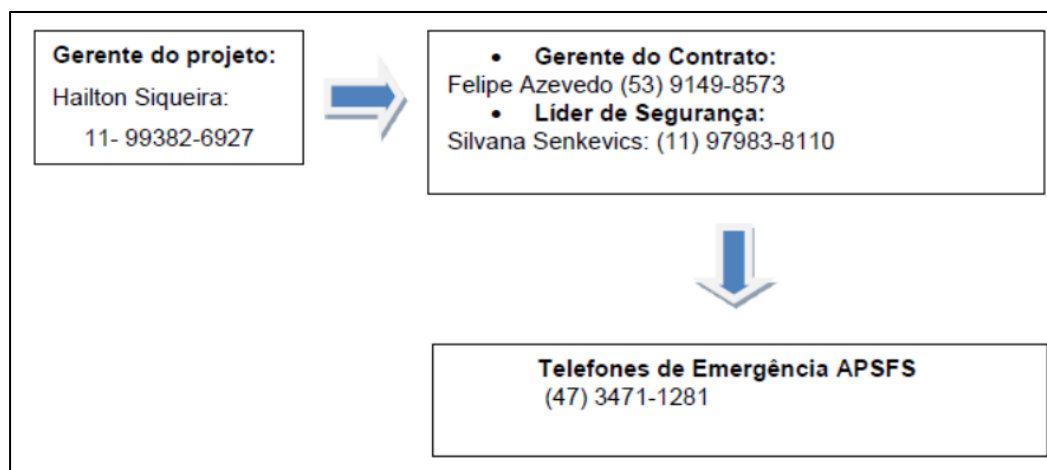 Gerente do projeto:
Hailton Siqueira:
11- 99382-6927
• Gerente do Contrato:
Felipe Azevedo (53) 9149-8573
• Líder de Segurança:
Silvana Senkevics: (11) 97983-8110
Telefones de Emergência APSFS
(47) 3471-1281